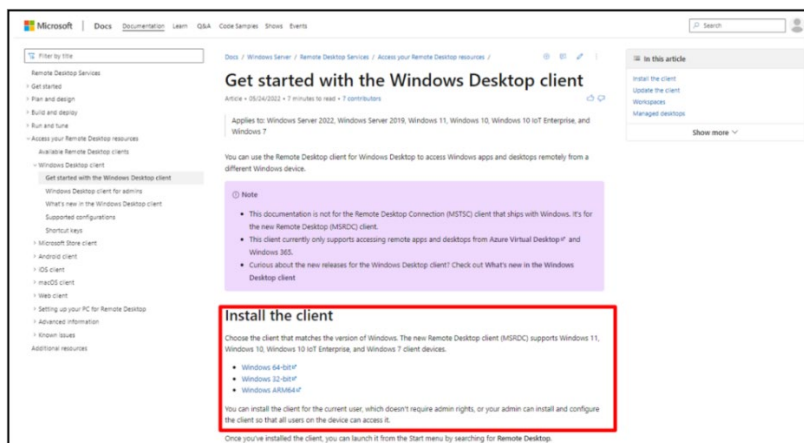 Microsoft | Docs Documentation Learn Q&A Code Samples Shows Events
Search
Filter by title
Remote Desktop Services
Get started
Plan and design
Build and deploy
Run and tune
Access your Remote Desktop resources
Available Remote Desktop clients
Windows Desktop client
Get started with the Windows Desktop client
Windows Desktop client for admins
What's new in the Windows Desktop client
Supported configurations
Shortcut keys
Microsoft Store client
Android client
iOS client
macOS client
Web client
Setting up your PC for Remote Desktop
Advanced information
Known issues
Additional resources
Docs / Windows Server / Remote Desktop Services / Access your Remote Desktop resources /
Get started with the Windows Desktop client
Article • 05/24/2022 • 7 minutes to read • 7 contributors
Applies to: Windows Server 2022, Windows Server 2019, Windows 11, Windows 10, Windows 10 IoT Enterprise, and
Windows 7
You can use the Remote Desktop client for Windows Desktop to access Windows apps and desktops remotely from a
different Windows device.
Note
• This documentation is not for the Remote Desktop Connection (MSTSC) client that ships with Windows. It's for
the new Remote Desktop (MSRDC) client.
• This client currently only supports accessing remote apps and desktops from Azure Virtual Desktop and
Windows 365.
• Curious about the new releases for the Windows Desktop client? Check out What's new in the Windows
Desktop client
Install the client
Choose the client that matches the version of Windows. The new Remote Desktop client (MSRDC) supports Windows 11,
Windows 10, Windows 10 IoT Enterprise, and Windows 7 client devices.
• Windows 64-bit
• Windows 32-bit
• Windows ARM64
You can install the client for the current user, which doesn't require admin rights, or your admin can install and configure
the client so that all users on the device can access it.
Once you've installed the client, you can launch it from the Start menu by searching for Remote Desktop.
In this article
Install the client
Update the client
Workspaces
Managed desktops
Show more